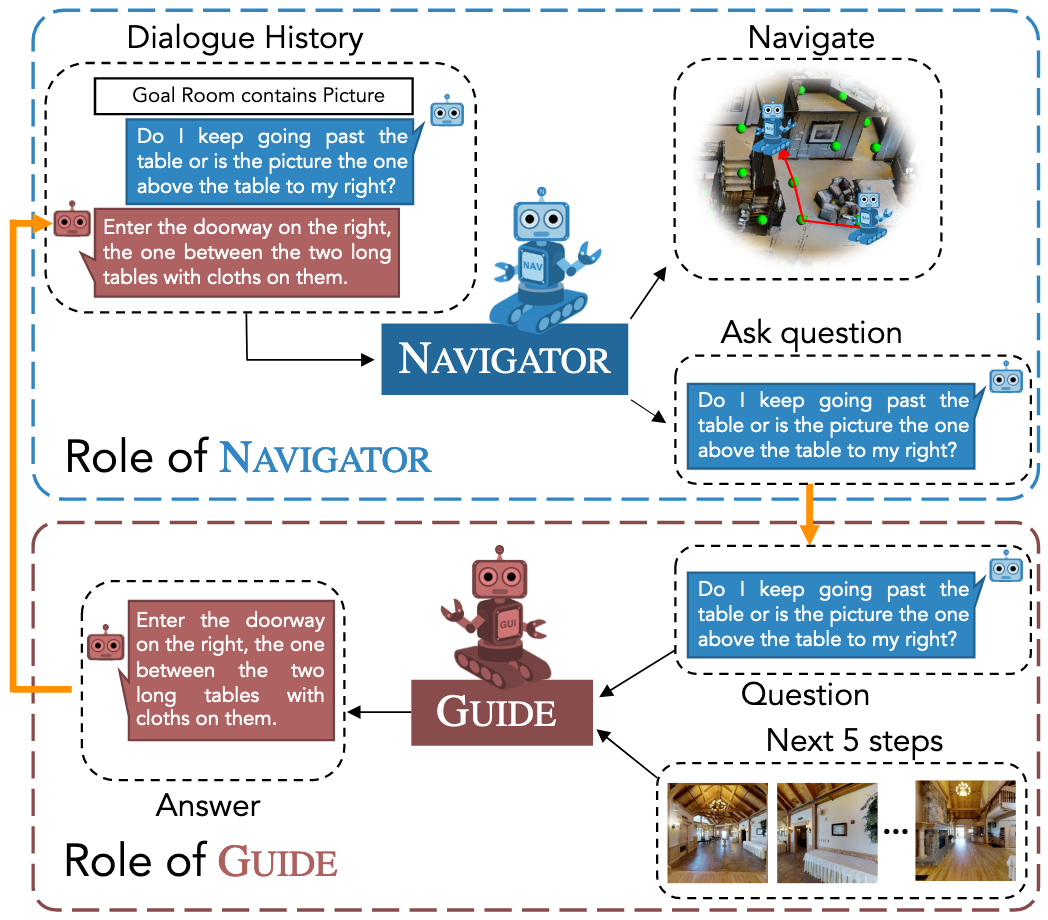 Dialogue History
Goal Room contains Picture
Do I keep going past the
table or is the picture the one
above the table to my right?
Enter the doorway on the right,
the one between the two long
tables with cloths on them.
NAV
NAVIGATOR
Navigate
Ask question
Do I keep going past the
table or is the picture the one
above the table to my right?
Role of NAVIGATOR
Do I keep going past the
table or is the picture the one
above the table to my right?
Question
Next 5 steps
...
GUI
GUIDE
Enter the doorway
on the right, the one
between the two
long tables with
cloths on them.
Answer
Role of GUIDE